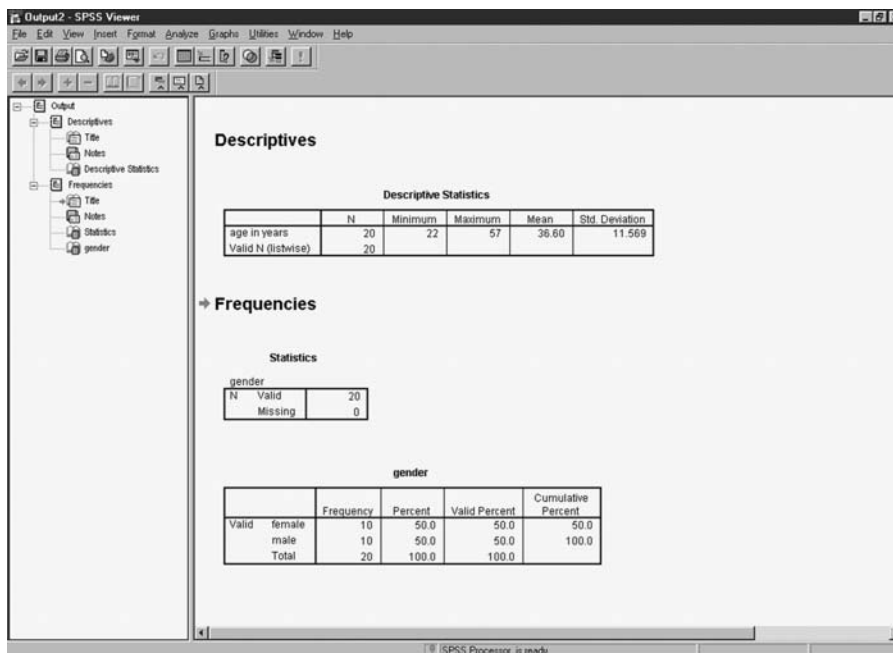 Output2 - SPSS Viewer
File Edit View Insert Format Analyze Graphs Utilities Window Help
Output
Descriptives
Title
Notes
Descriptive Statistics
Frequencies
Title
Notes
Statistics
gender
Descriptives
Descriptive Statistics
N Minimum Maximum Mean Std. Deviation
age in years 20 22 57 36.60 11.569
Valid N (listwise) 20
Frequencies
Statistics
gender
N Valid 20
Missing 0
gender
Frequency Percent Valid Percent Cumulative Percent
Valid female 10 50.0 50.0 50.0
male 10 50.0 50.0 100.0
Total 20 100.0 100.0
SPSS Processor is ready